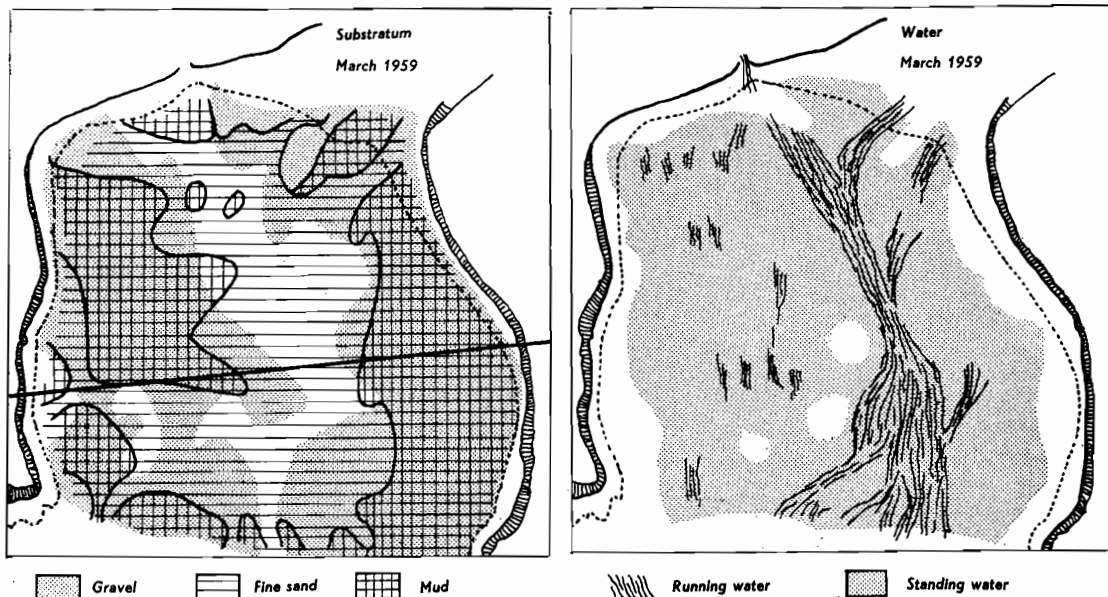 Substratum
March 1959
Water
March 1959
Gravel
Fine sand
Mud
Running water
Standing water